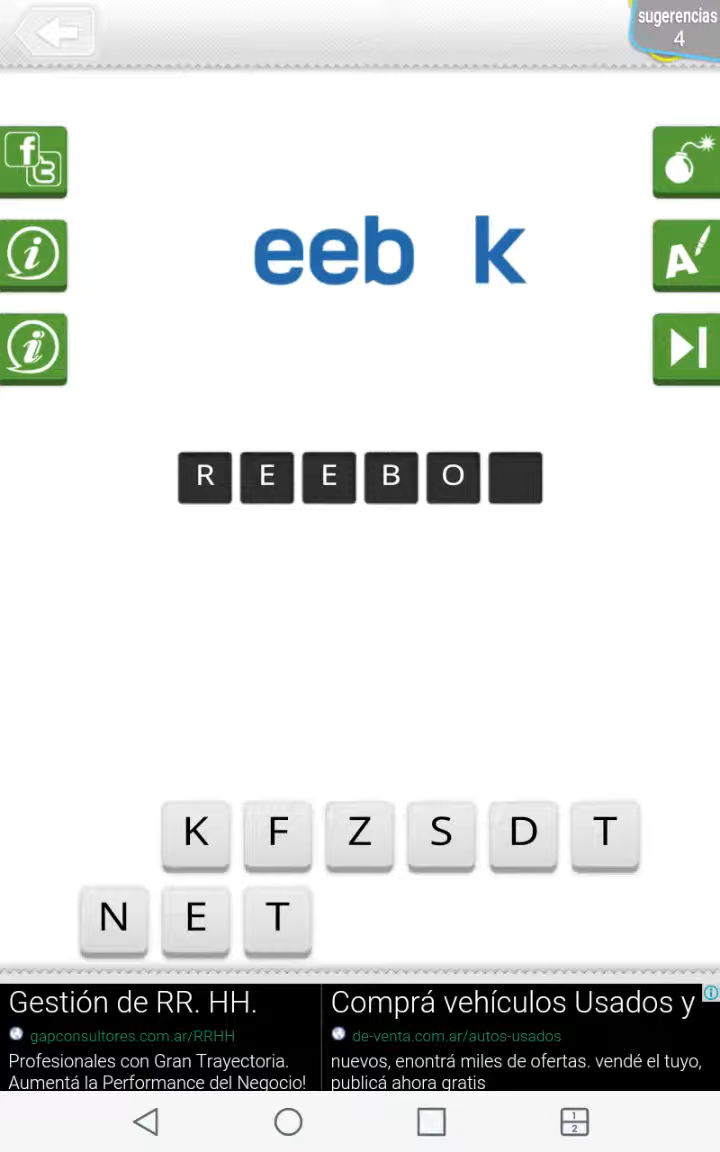 sugerencias
4
f
t
i
i
A
eeb k
R E E B O
K F Z S D T
N E T
Gestión de RR. HH.
gapconsultores.com.ar/RRHH
Profesionales con Gran Trayectoria.
Aumentá la Performance del Negocio!
Comprá vehículos Usados y
de-venta.com.ar/autos-usados
nuevos, enontrá miles de ofertas. vendé el tuyo,
publicá ahora gratis
1
2